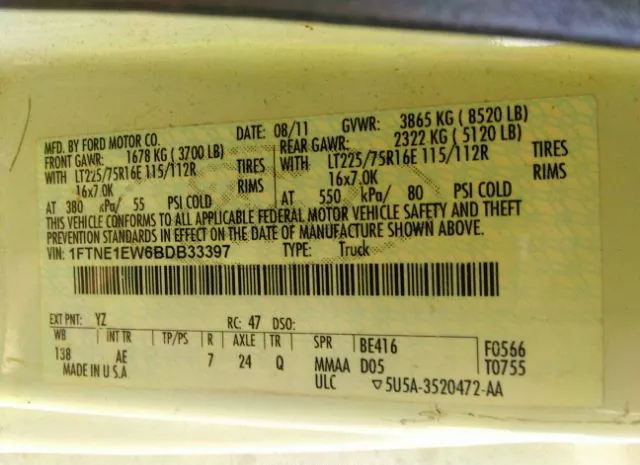 MFD. BY FORD MOTOR CO.
DATE: 08/11
GVWR: 3865 KG ( 8520 LB)
FRONT GAWR: 1678 KG ( 3700 LB)
REAR GAWR: 2322 KG ( 5120 LB)
WITH LT225/75R16E 115/112R TIRES
WITH LT225/75R16E 115/112R TIRES
16x7.0K RIMS
16x7.0K RIMS
AT 380 kPa/ 55 PSI COLD
AT 550 kPa/ 80 PSI COLD
THIS VEHICLE CONFORMS TO ALL APPLICABLE FEDERAL MOTOR VEHICLE SAFETY AND THEFT
PREVENTION STANDARDS IN EFFECT ON THE DATE OF MANUFACTURE SHOWN ABOVE.
VIN: 1FTNE1EW6BDB33397
TYPE: Truck
EXT PNT: YZ
RC: 47 DSO:
WB INT TR TP/PS R AXLE TR SPR BE416 F0566
138 AE 7 24 Q MMAA D05 T0755
MADE IN U.S.A
ULC ▽5U5A-3520472-AA